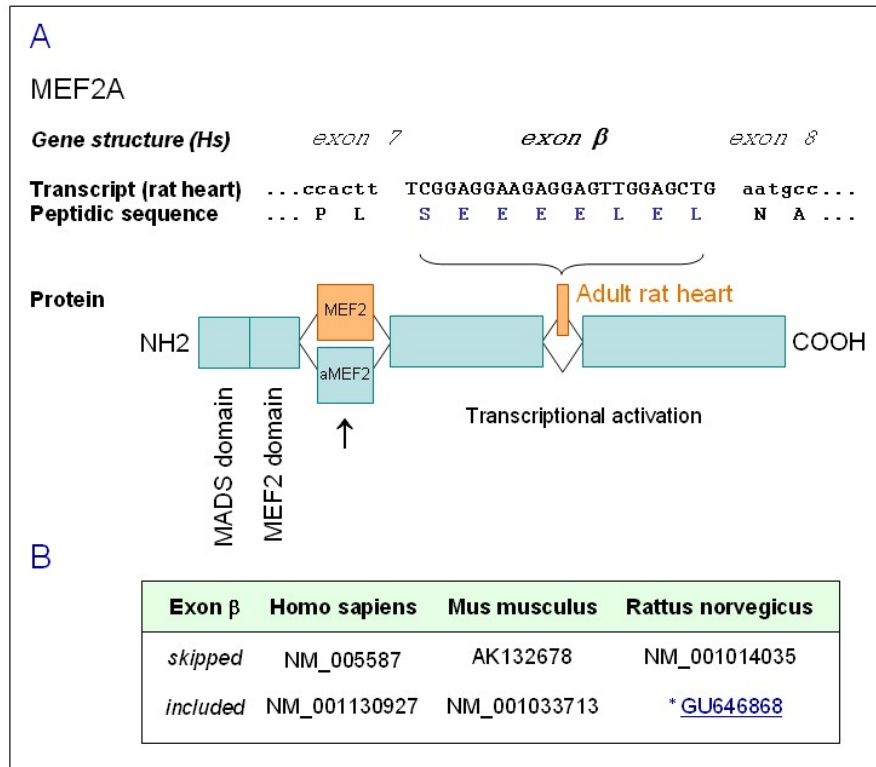 A
MEF2A
Gene structure (Hs) exon 7 exon β exon 8
Transcript (rat heart) ...ccactt TCGGAGGAAGAGGAGTTGGAGCTG aatgcc...
Peptidic sequence ... P L S E E E E L E L N A ...
Protein
Adult rat heart
MEF2
NH2
COOH
aMEF2
Transcriptional activation
MADS domain
MEF2 domain
B
Exon β Homo sapiens Mus musculus Rattus norvegicus
skipped NM_005587 AK132678 NM_001014035
included NM_001130927 NM_001033713 * GU646868